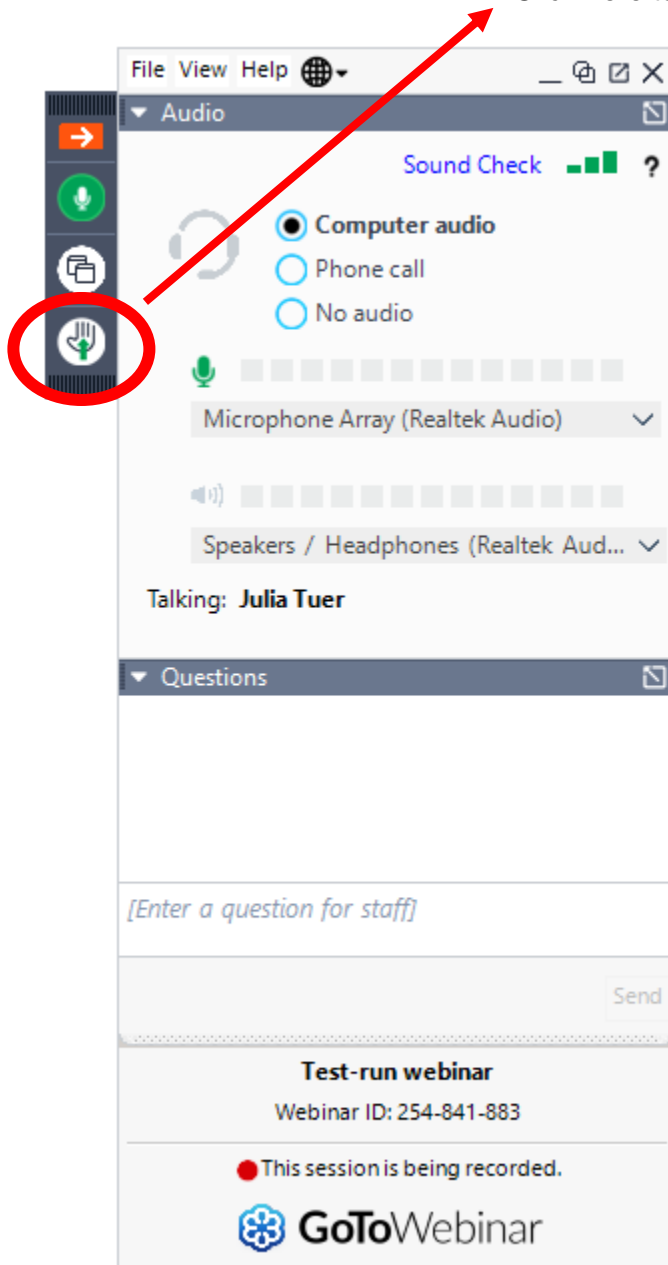 File View Help
Audio
Sound Check ?
Computer audio
Phone call
No audio
Microphone Array (Realtek Audio)
Speakers / Headphones (Realtek Aud...
Talking: Julia Tuer
Questions
[Enter a question for staff]
Send
Test-run webinar
Webinar ID: 254-841-883
This session is being recorded.
GoToWebinar